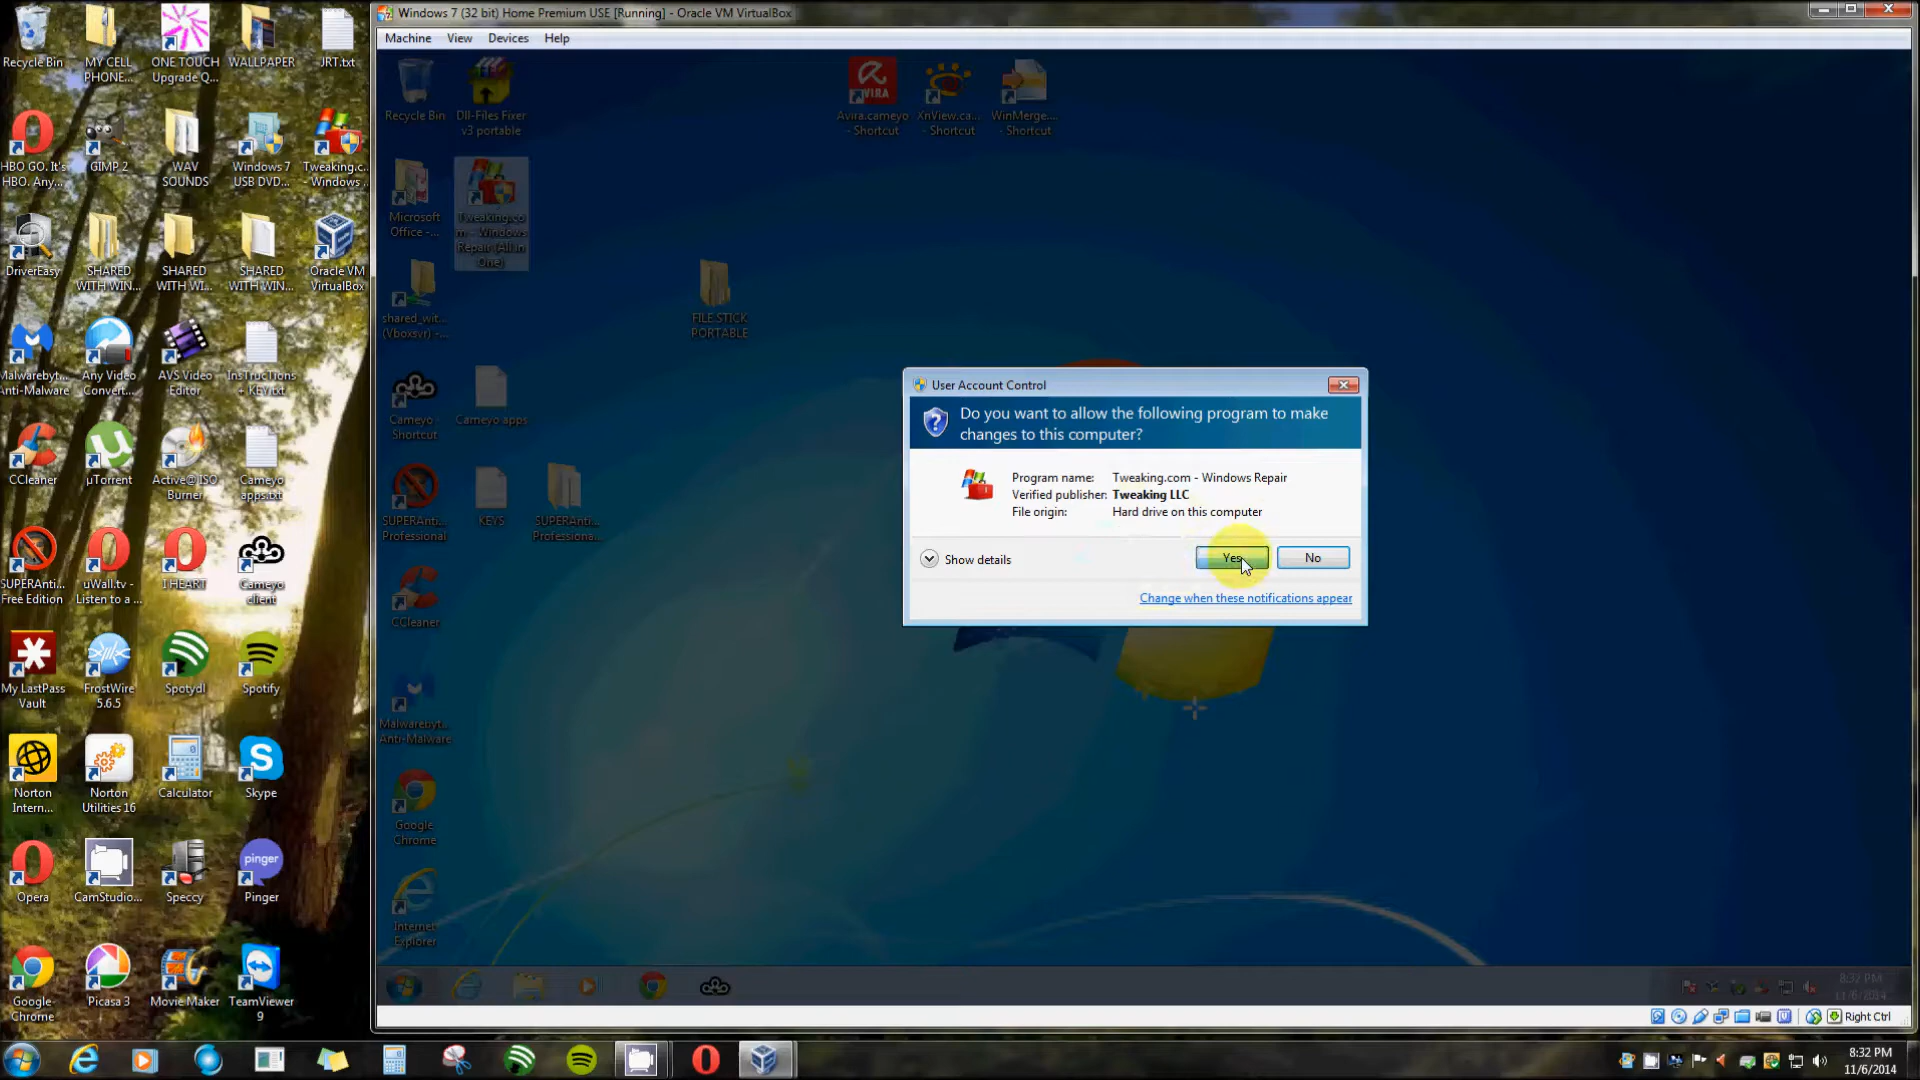 Windows 7 (32 bit) Home Premium USE [Running] - Oracle VM VirtualBox
Machine View Devices Help
Recycle Bin
MY CELL
PHONE...
ONE TOUCH
Upgrade Q...
WALLPAPER
JRT.txt
HBO GO. It's
HBO. Any...
GIMP 2
WAV
SOUNDS
Windows 7
USB DVD...
Tweaking.c...
- Windows ...
DriverEasy
SHARED
WITH WIN...
SHARED
WITH WI...
SHARED
WITH WIN...
Oracle VM
VirtualBox
Malwarebyt...
Anti-Malware
Any Video
Convert...
AVS Video
Editor
InsTrucTions
+ KEY.txt
CCleaner
µTorrent
Active@ ISO
Burner
Cameyo
apps.txt
SUPERAnti...
Free Edition
uWall.tv -
Listen to a ...
I HEART
Cameyo
client
My LastPass
Vault
FrostWire
5.6.5
Spotydl
Spotify
Norton
Intern...
Norton
Utilities 16
Calculator
Skype
Opera
CamStudio...
Speccy
pinger
Pinger
Google
Chrome
Picasa 3
Movie Maker
TeamViewer
9
Recycle Bin
Dll-Files Fixer
v3 portable
VIRA
Avira.cameyo
- Shortcut
XnView.ca...
- Shortcut
WinMerge....
- Shortcut
Microsoft
Office -...
Tweaking.co
m - Windows
Repair (All in
One)
shared_wit...
(Vboxsvr) -...
FILE STICK
PORTABLE
Cameyo -
Shortcut
Cameyo apps
SUPERAnti...
Professional
KEYS
SUPERAnti...
Professiona...
CCleaner
Malwarebyt...
Anti-Malware
Google
Chrome
Internet
Explorer
User Account Control
Do you want to allow the following program to make
changes to this computer?
Program name: Tweaking.com - Windows Repair
Verified publisher: Tweaking LLC
File origin: Hard drive on this computer
Show details
Yes
No
Change when these notifications appear
8:32 PM
11/6/2014
Right Ctrl
8:32 PM
11/6/2014